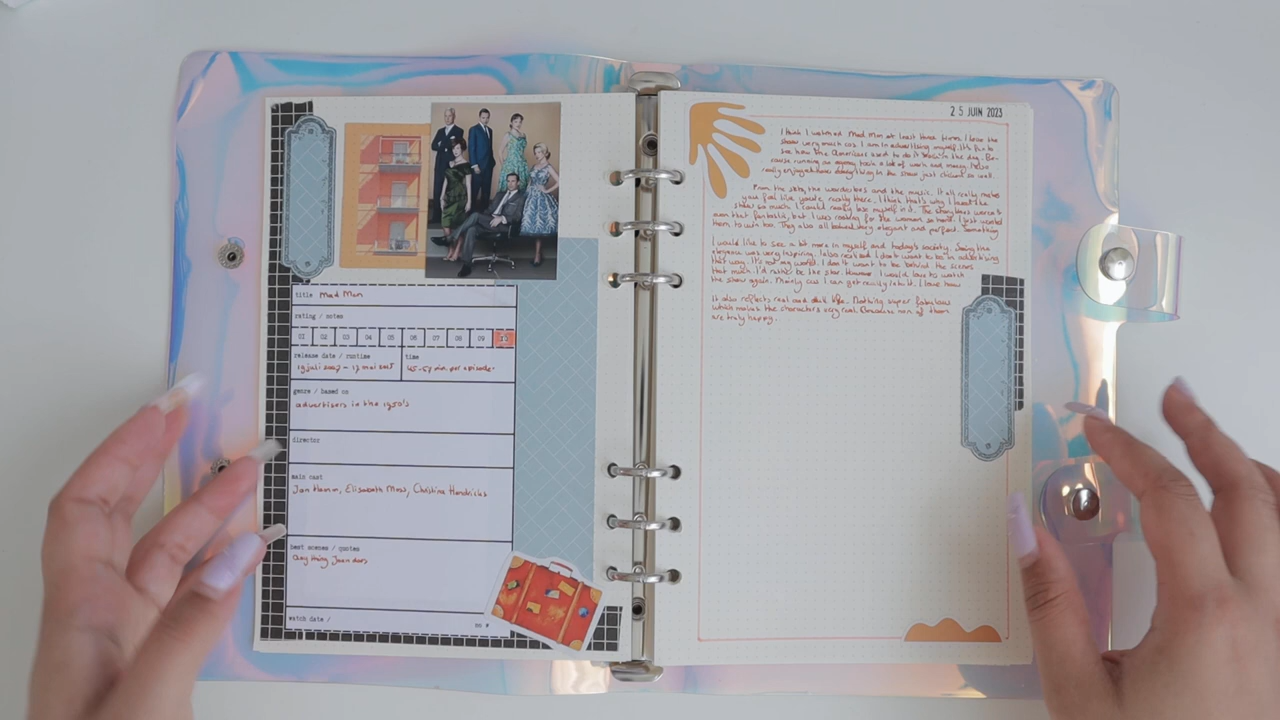 title Mad Men
rating / notes
01 02 03 04 05 06 07 08 09 10
release date / runtime
19 juli 2007 - 17 mai 2015
time
45-57 min. per episode
genre / based on
advertisers in the 1950's
director
main cast
Jon Hamm, Elisabeth Moss, Christina Hendricks
best scenes / quotes
Anything Joan does
watch date /
25 JUIN 2023
I think I watched Mad Men at least three times. I love the
show very much cos I am in advertising myself. It's fun to
see how the Americans used to do it back in the day. Be-
cause running an agency took a lot of work and money. I also
really enjoyed how everything in the show just clicked so well.
From the sets, the wardrobes and the music. It all really makes
you feel like you're really there. I think that's why I loved the
show so much. I could really lose myself in it. The storylines weren't
even that fantastic, but I was rooting for the women so hard. I just wanted
them to win too. They also all looked very elegant and perfect. Something
I would like to see a bit more in myself and today's society. Seeing the
elegance was very inspiring. I also realised I don't want to be in advertising
that way. It's not my world. I don't want to be behind the scenes
that much. I'd rather be the star. However I would love to watch
the show again. Mainly cus I can get really into it. I love how
it also reflects real and dull life. Nothing super fabulous
which makes the characters very real. Because non of them
are truly happy.